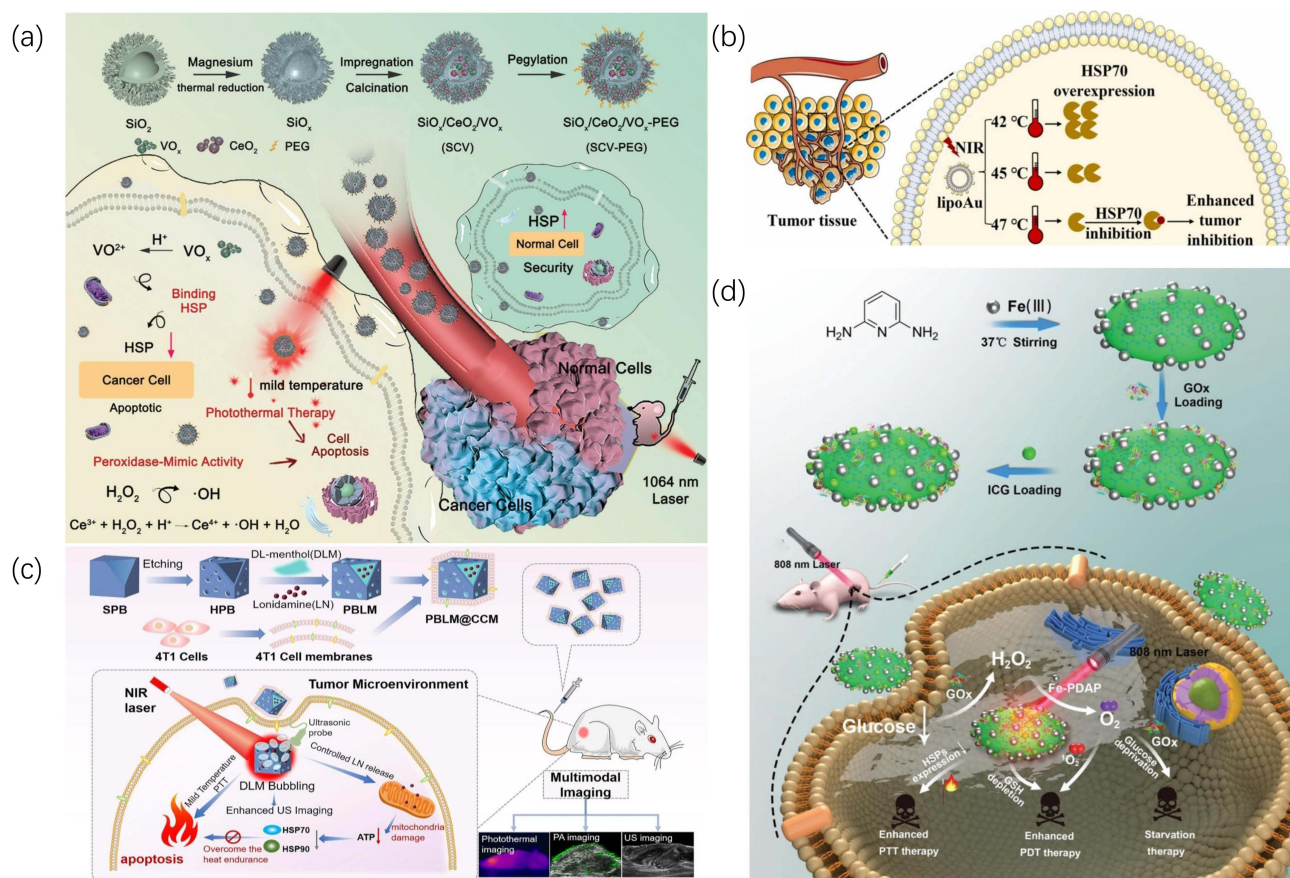 (a)
Magnesium
thermal reduction
Impregnation
Calcination
Pegylation
SiO₂
SiOₓ
SiOₓ/CeO₂/VOₓ
(SCV)
SiOₓ/CeO₂/VOₓ-PEG
(SCV-PEG)
VOₓ
CeO₂
PEG
HSP
Normal Cell
Security
VO²⁺
H⁺
VOₓ
Binding
HSP
HSP
Cancer Cell
Apoptotic
mild temperature
Photothermal Therapy
Cell
Apoptosis
Peroxidase-Mimic Activity
H₂O₂
·OH
Ce³⁺ + H₂O₂ + H⁺ → Ce⁴⁺ + ·OH + H₂O
Normal Cells
Cancer Cells
1064 nm
Laser
(b)
Tumor tissue
HSP70
overexpression
NIR
lipoAu
42 ℃
45 ℃
47 ℃
HSP70
inhibition
Enhanced
tumor
inhibition
(c)
SPB
Etching
HPB
DL-menthol(DLM)
Lonidamine(LN)
PBLM
PBLM@CCM
4T1 Cells
4T1 Cell membranes
NIR
laser
Tumor Microenvironment
Ultrasonic
probe
Controlled LN release
Mild Temperature
PTT
DLM Bubbling
Enhanced US Imaging
mitochondria
damage
ATP
HSP70
HSP90
Overcome the
heat endurance
apoptosis
Multimodal
Imaging
Photothermal
imaging
PA imaging
US imaging
(d)
H₂N
NH₂
Fe(III)
37℃ Stirring
GOx
Loading
ICG Loading
808 nm Laser
808 nm Laser
H₂O₂
GOx
Fe-PDAP
Glucose
O₂
GOx
¹O₂
HSPs
expression
GSH
depletion
Glucose
deprivation
Enhanced
PTT therapy
Enhanced
PDT therapy
Starvation
therapy